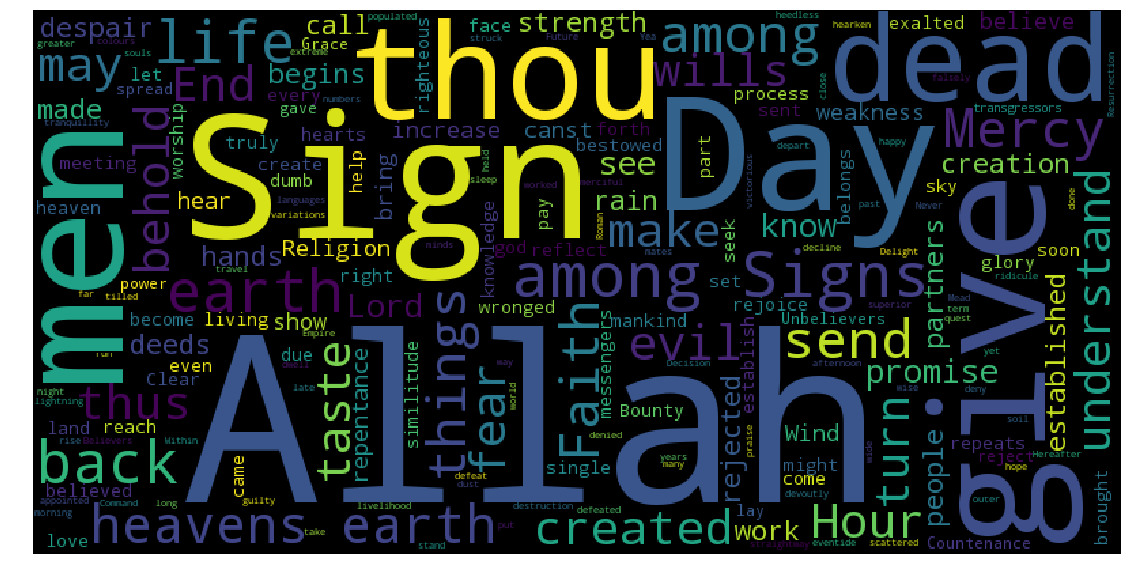 despair
populated
greater
colours
souls
life
call
Grace
extreme
face
struck
strength
Future
Yea
heedless
among
hearken
exalted
believe
falsely
close
Resurrection
dead
thou
may
let
spread
tranquillity
End
begins
every
gave
numbers
righteous
wills
sent
process
weakness
transgressors
made
meeting
behold
worship
truly
hearts
create
dumb
help
increase
canst
forth
bestowed
held
sleep
see
part
victorious
depart
happy
Mercy
creation
men
heaven
hear
Sign
languages
variations
bring
worked
merciful
rain
Day
know
belongs
sky
Never
done
hands
Religion
minds
knowledge
god
reflect
Roman
pay
make
seek
past
decline
Delight
glory
soon
ridicule
understand
travel
right
mates
far
tilled
power
earth
Lord
things
wronged
among
Signs
set
rejoice
superior
Mead
term
quest
partners
give
become
living
show
Empire
dwell
Faith
messengers
mankind
Unbelievers
established
deeds
due
even
Clear
thus
taste
repentance
similitude
fear
way
world
evil
Decision
establish
afternoon
send
wise
deny
yet
promise
night
lightning
land
reach
late
Allah
Bounty
rejected
praise
Wind
wide
turn
people
soil
Hereafter
rise
Believers
Within
back
came
believed
guilty
defeat
dust
single
denied
years
many
might
come
devoutly
repeats
reject
hope
outer
brought
appointed
Command
long
livelihood
destruction
defeated
lay
morning
love
heavens
take
earth
put
stand
created
straightway
work
eventide
scattered
Hour
Countenance